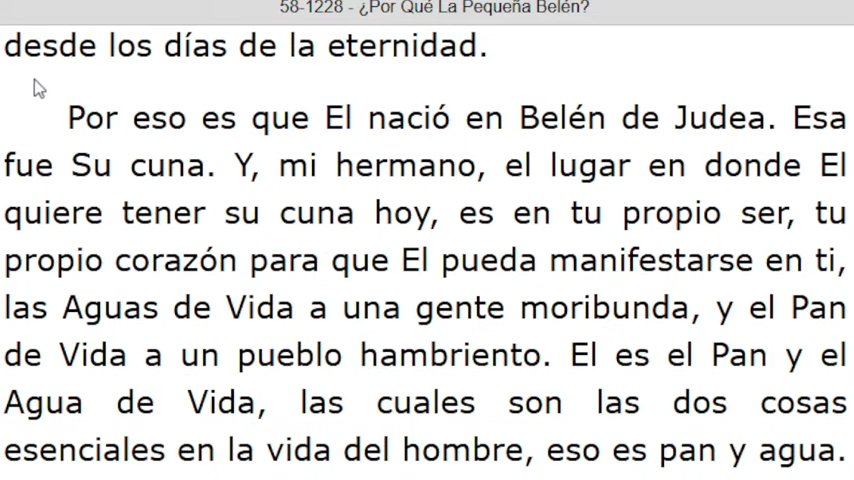 58-1228 - ¿Por Qué La Pequeña Belén?
desde los días de la eternidad.
Por eso es que El nació en Belén de Judea. Esa
fue Su cuna. Y, mi hermano, el lugar en donde El
quiere tener su cuna hoy, es en tu propio ser, tu
propio corazón para que El pueda manifestarse en ti,
las Aguas de Vida a una gente moribunda, y el Pan
de Vida a un pueblo hambriento. El es el Pan y el
Agua de Vida, las cuales son las dos cosas
esenciales en la vida del hombre, eso es pan y agua.